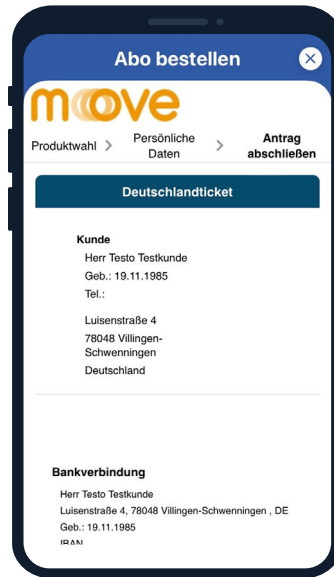 Abo bestellen
moove
Produktwahl
Persönliche
Daten
Antrag
abschließen
Deutschlandticket
Kunde
Herr Testo Testkunde
Geb.: 19.11.1985
Tel.:
Luisenstraße 4
78048 Villingen-
Schwenningen
Deutschland
Bankverbindung
Herr Testo Testkunde
Luisenstraße 4, 78048 Villingen-Schwenningen , DE
Geb.: 19.11.1985
IBAN